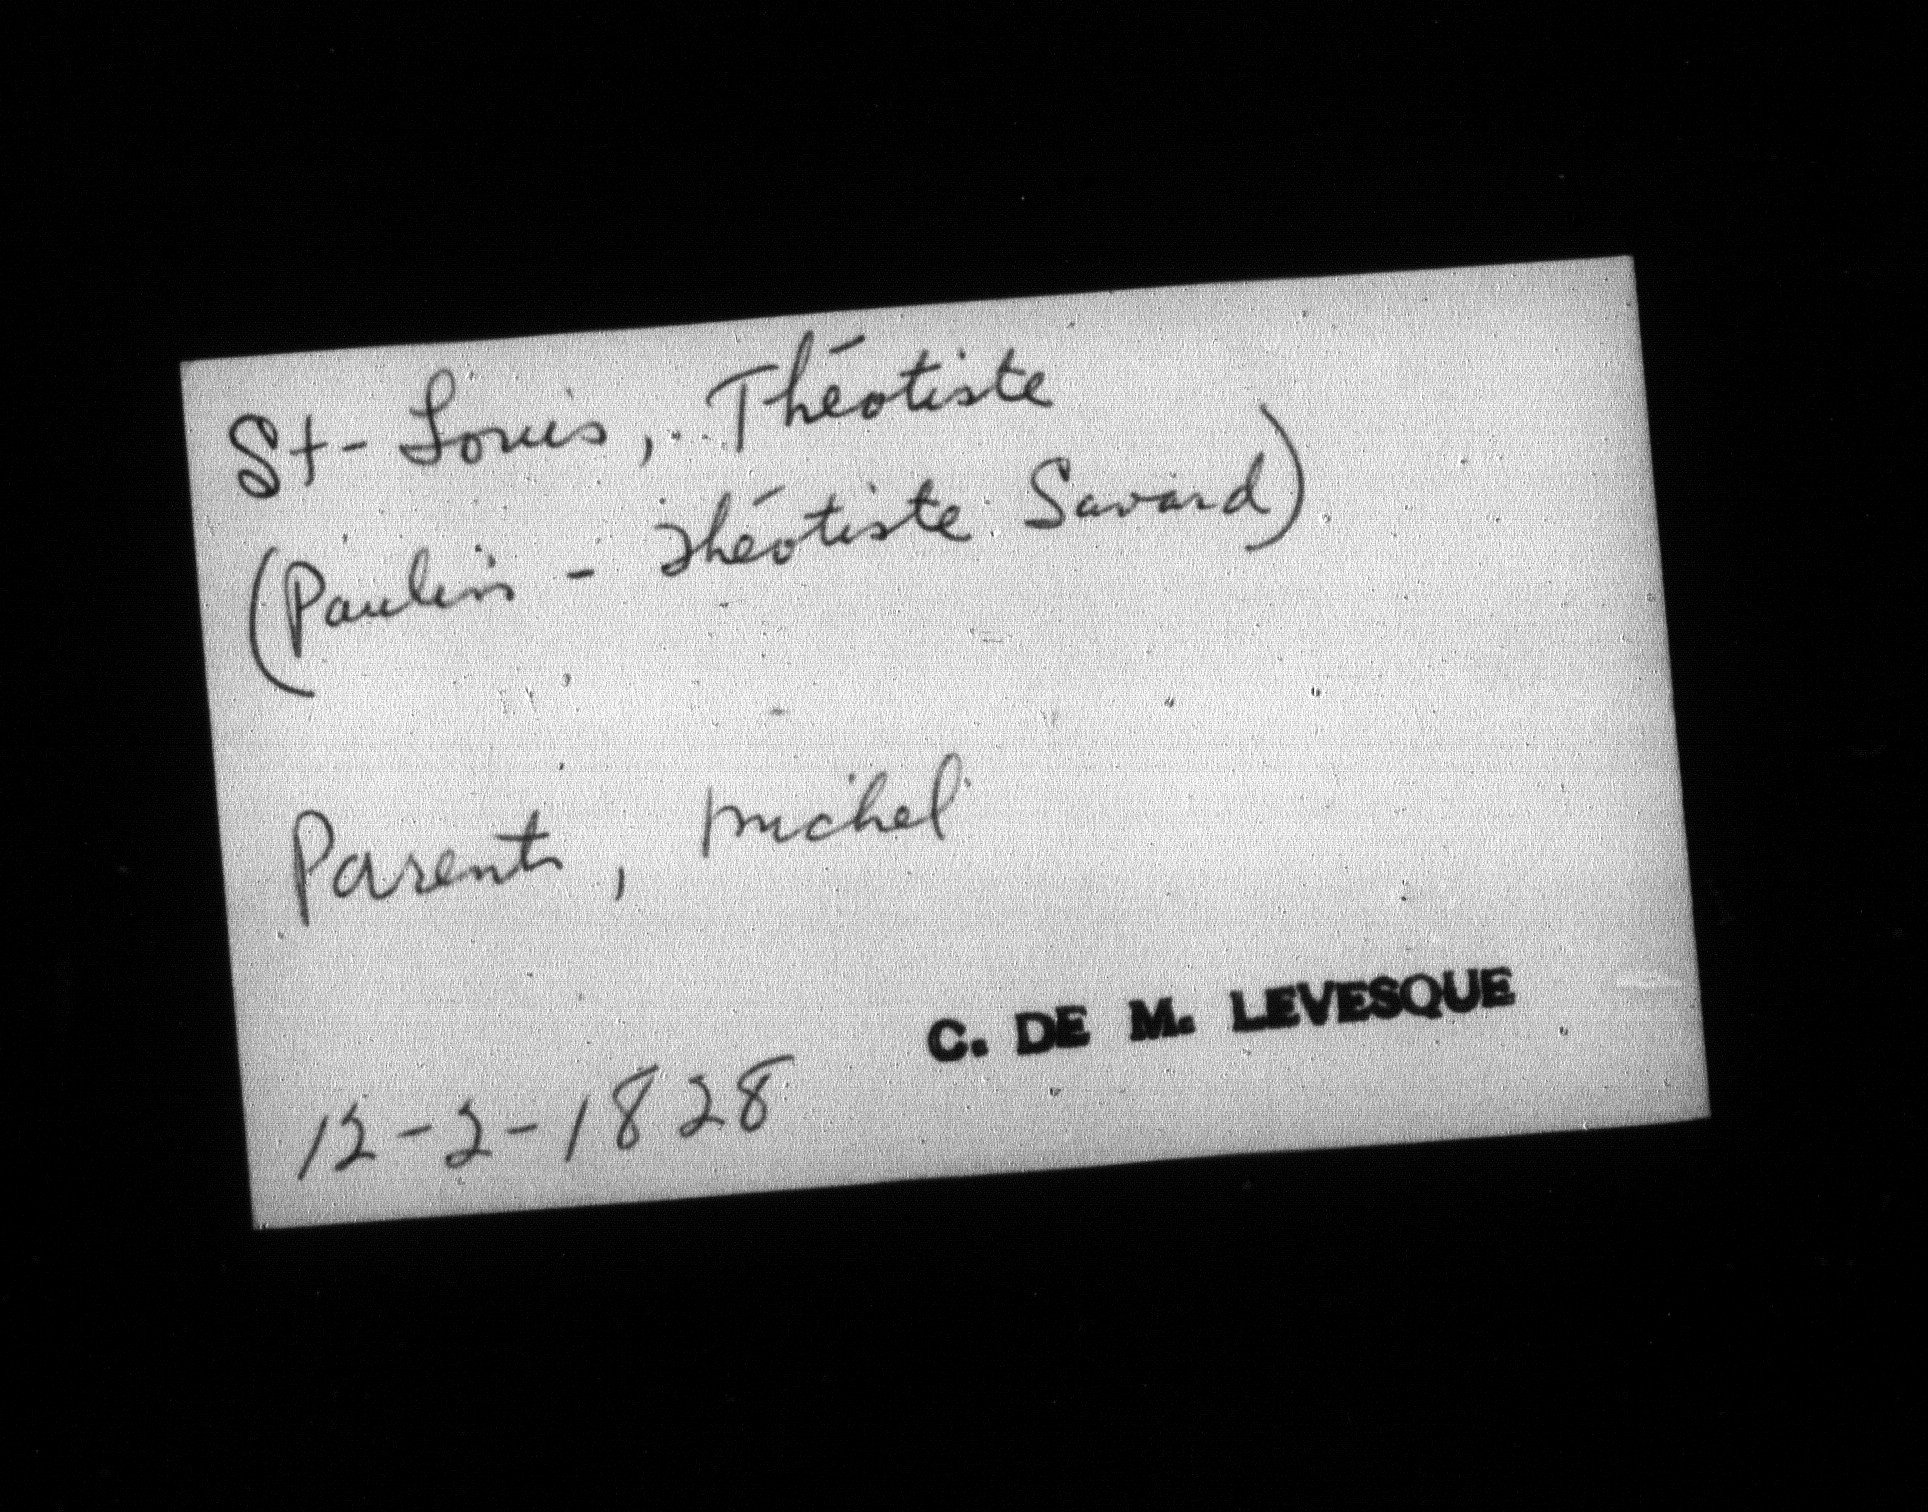 St-Louis, Théotiste
(Paulin - Théotiste Savard)
Parent, Michel
C. DE M. LEVESQUE
12-2-1828